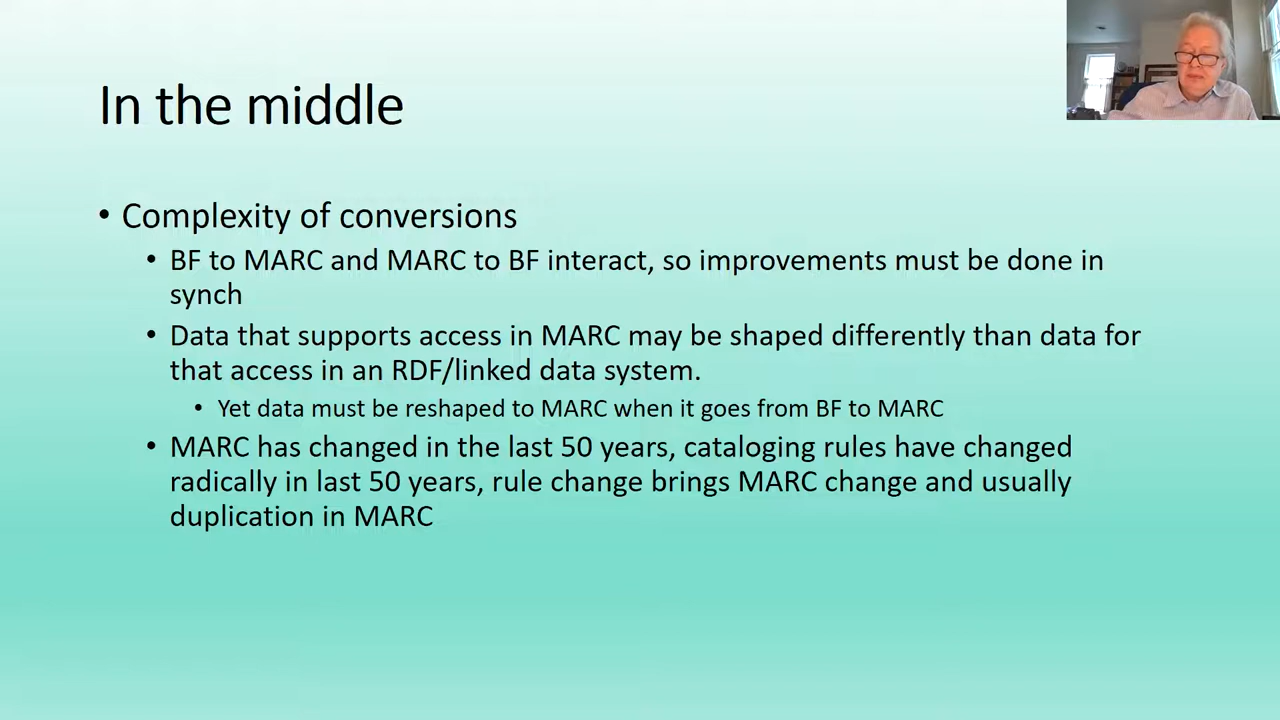 In the middle
• Complexity of conversions
• BF to MARC and MARC to BF interact, so improvements must be done in
synch
• Data that supports access in MARC may be shaped differently than data for
that access in an RDF/linked data system.
• Yet data must be reshaped to MARC when it goes from BF to MARC
• MARC has changed in the last 50 years, cataloging rules have changed
radically in last 50 years, rule change brings MARC change and usually
duplication in MARC